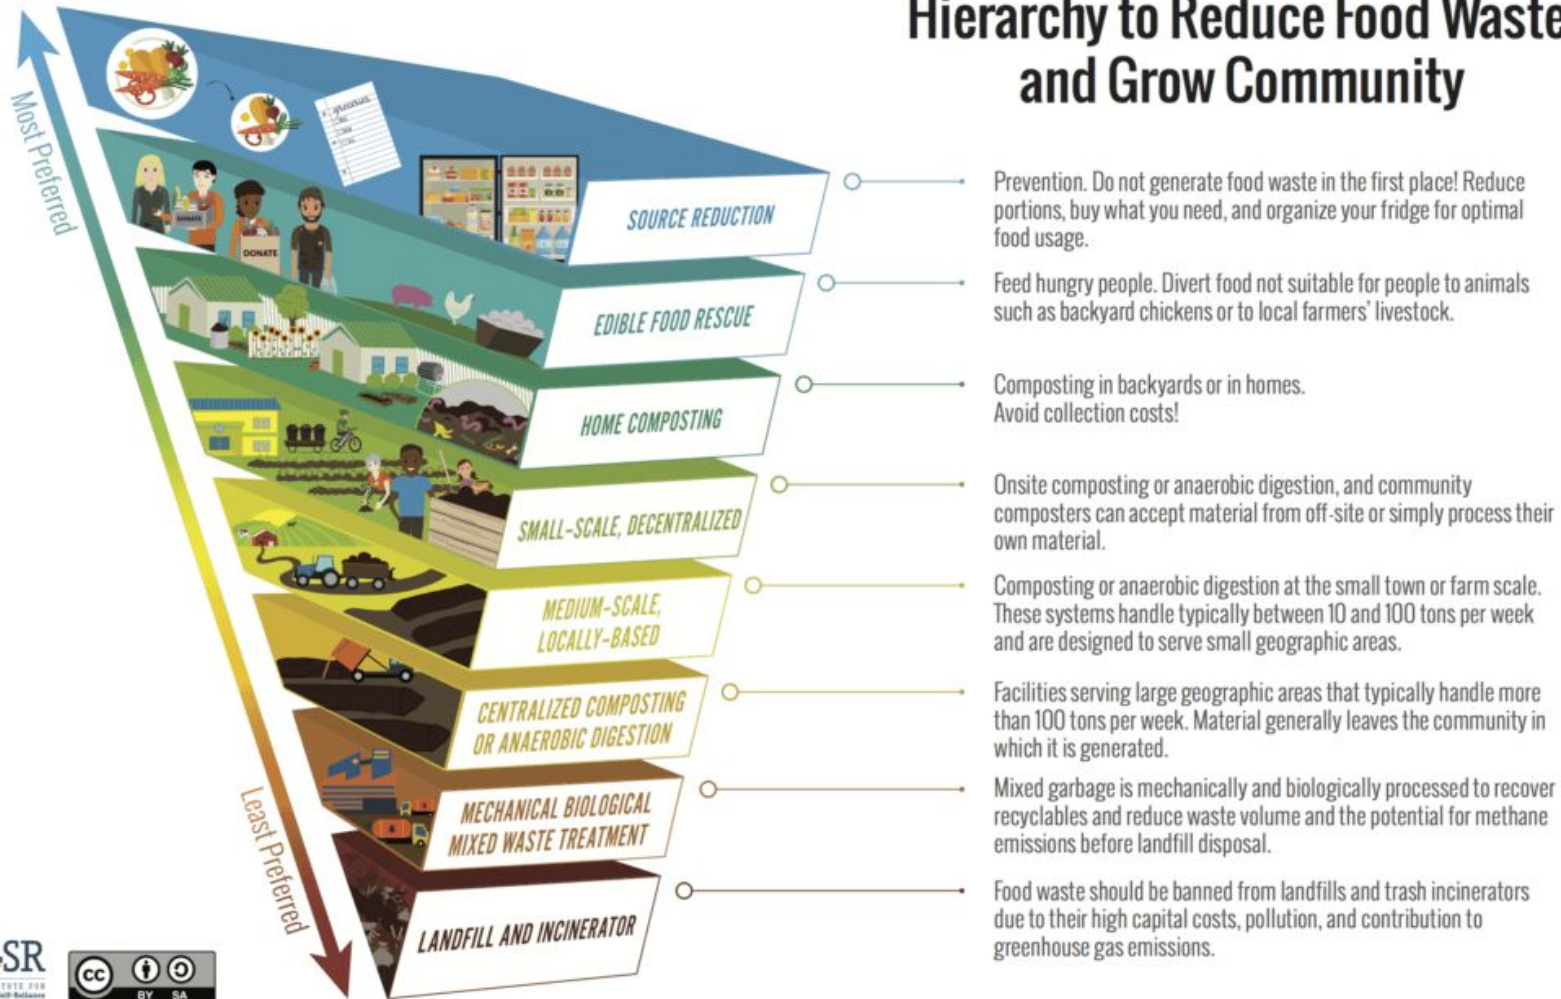 Hierarchy to Reduce Food Waste
and Grow Community
Most Preferred
groceries
DONATE
DONATE
SOURCE REDUCTION
Prevention. Do not generate food waste in the first place! Reduce
portions, buy what you need, and organize your fridge for optimal
food usage.
EDIBLE FOOD RESCUE
Feed hungry people. Divert food not suitable for people to animals
such as backyard chickens or to local farmers' livestock.
HOME COMPOSTING
Composting in backyards or in homes.
Avoid collection costs!
SMALL-SCALE, DECENTRALIZED
Onsite composting or anaerobic digestion, and community
composters can accept material from off-site or simply process their
own material.
MEDIUM-SCALE,
LOCALLY-BASED
Composting or anaerobic digestion at the small town or farm scale.
These systems handle typically between 10 and 100 tons per week
and are designed to serve small geographic areas.
CENTRALIZED COMPOSTING
OR ANAEROBIC DIGESTION
Facilities serving large geographic areas that typically handle more
than 100 tons per week. Material generally leaves the community in
which it is generated.
MECHANICAL BIOLOGICAL
MIXED WASTE TREATMENT
Mixed garbage is mechanically and biologically processed to recover
recyclables and reduce waste volume and the potential for methane
emissions before landfill disposal.
LANDFILL AND INCINERATOR
Food waste should be banned from landfills and trash incinerators
due to their high capital costs, pollution, and contribution to
greenhouse gas emissions.
Least Preferred
SR
cc
BY SA